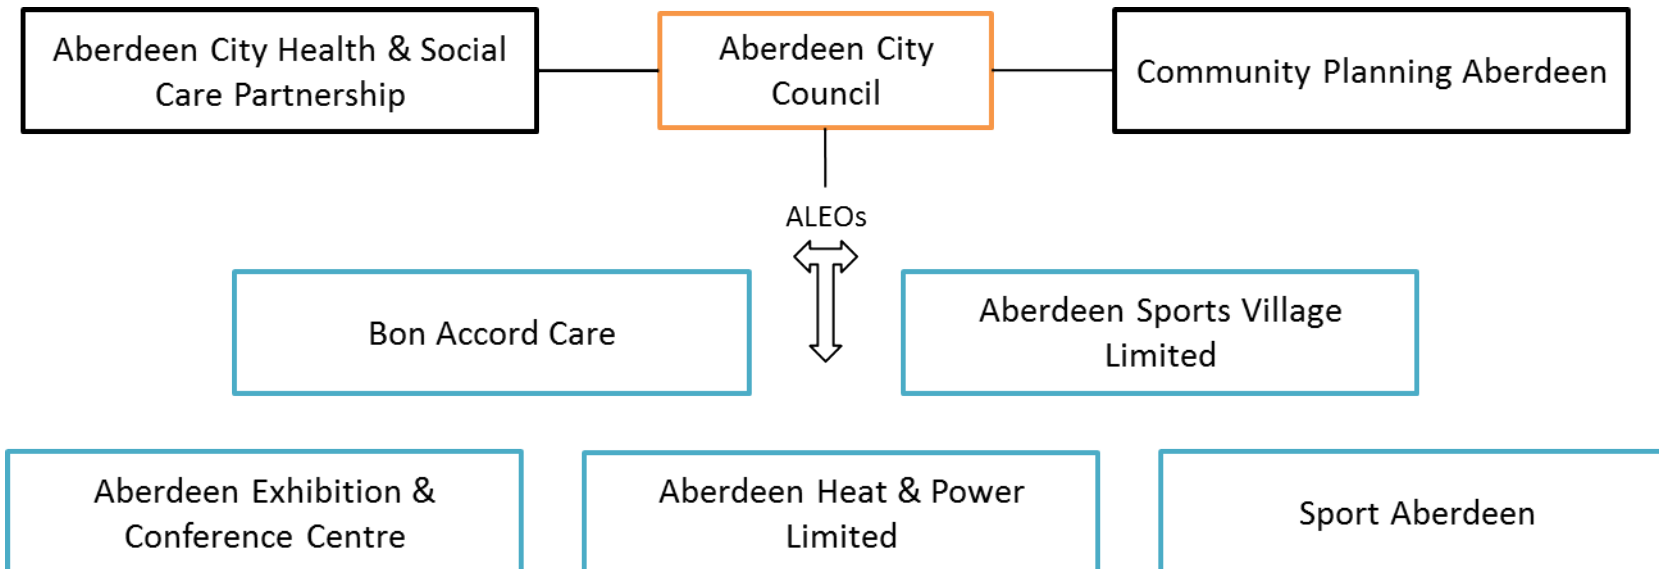 Aberdeen City Health & Social
Care Partnership
Aberdeen City
Council
Community Planning Aberdeen
ALEOs
Bon Accord Care
Aberdeen Sports Village
Limited
Aberdeen Exhibition &
Conference Centre
Aberdeen Heat & Power
Limited
Sport Aberdeen